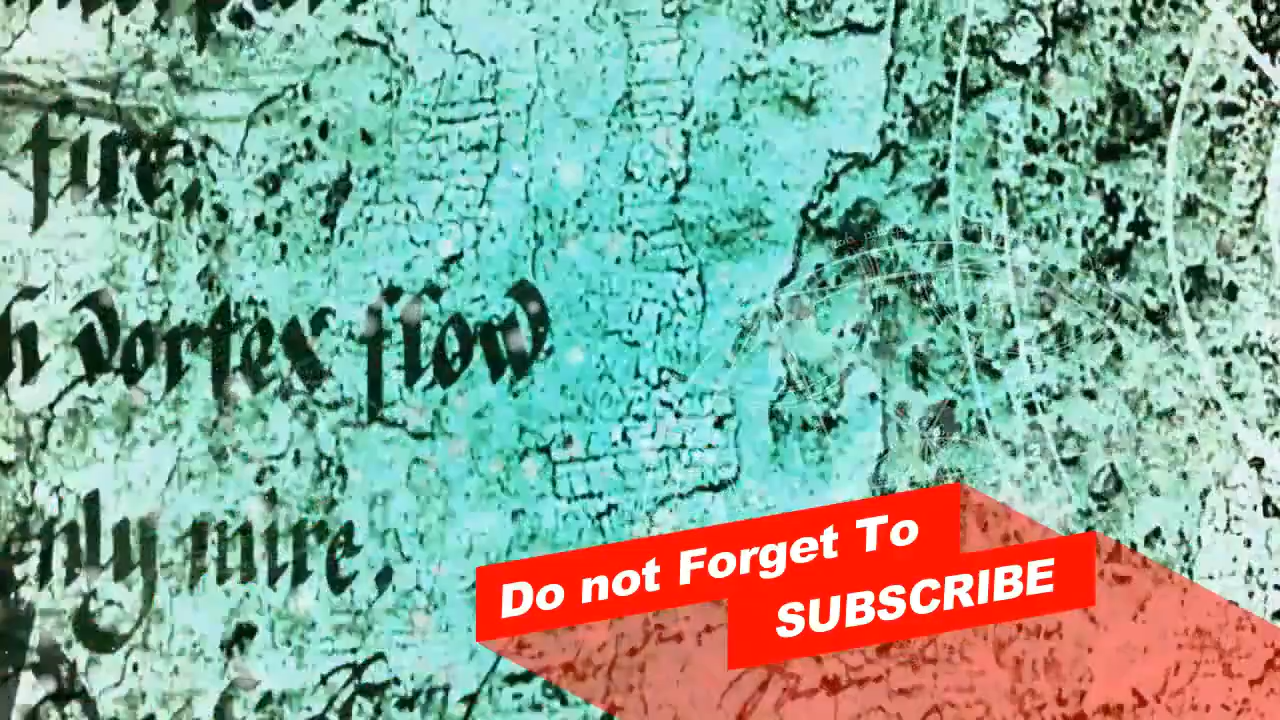 fire,
h vortex flow
enly mire,
Do not Forget To
SUBSCRIBE